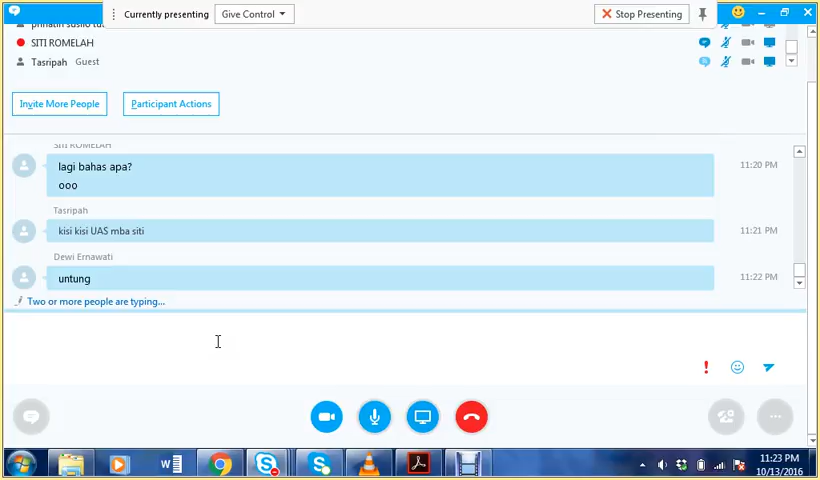 Currently presenting
Give Control
Stop Presenting
SITI ROMELAH
Tasripah Guest
Invite More People
Participant Actions
SITI ROMELAH
lagi bahas apa?
11:20 PM
ooo
Tasripah
kisi kisi UAS mba siti
11:21 PM
Dewi Ernawati
untung
11:22 PM
Two or more people are typing...
11:23 PM
10/13/2016